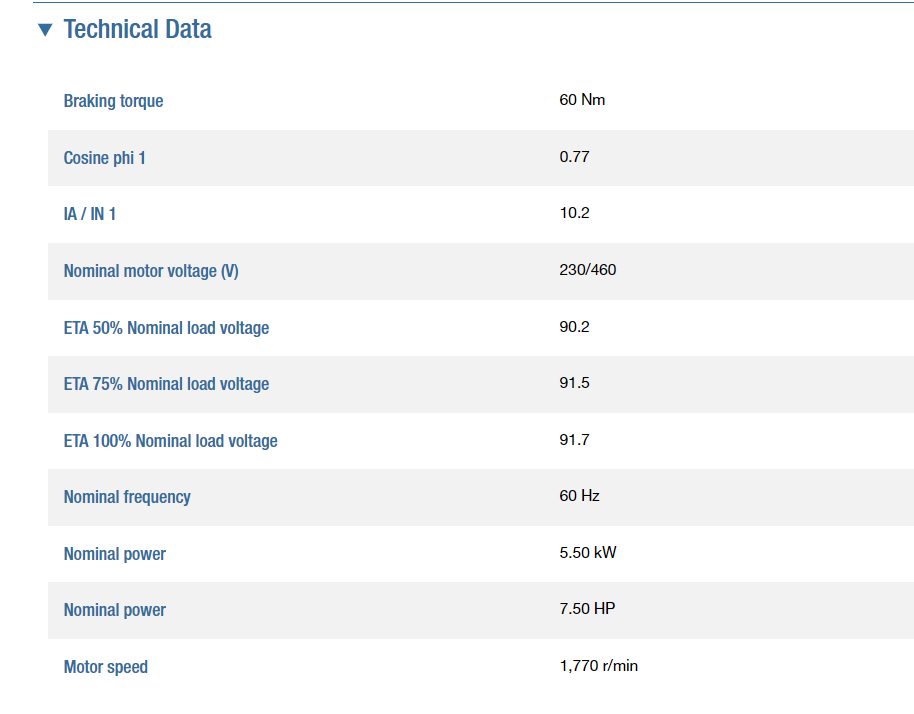 Technical Data
Braking torque 60 Nm
Cosine phi 1 0.77
IA / IN 1 10.2
Nominal motor voltage (V) 230/460
ETA 50% Nominal load voltage 90.2
ETA 75% Nominal load voltage 91.5
ETA 100% Nominal load voltage 91.7
Nominal frequency 60 Hz
Nominal power 5.50 kW
Nominal power 7.50 HP
Motor speed 1,770 r/min